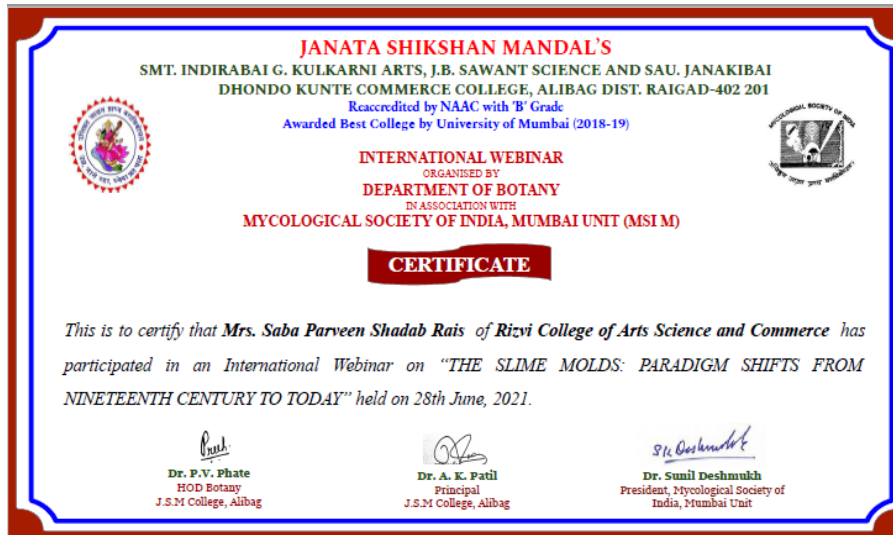 JANATA SHIKSHAN MANDAL'S
SMT. INDIRABAI G. KULKARNI ARTS, J.B. SAWANT SCIENCE AND SAU. JANAKIBAI
DHONDO KUNTE COMMERCE COLLEGE, ALIBAG DIST. RAIGAD-402 201
Reaccredited by NAAC with 'B' Grade
Awarded Best College by University of Mumbai (2018-19)
MYCOLOGICAL SOCIETY OF INDIA
INTERNATIONAL WEBINAR
ORGANISED BY
DEPARTMENT OF BOTANY
IN ASSOCIATION WITH
MYCOLOGICAL SOCIETY OF INDIA, MUMBAI UNIT (MSI M)
CERTIFICATE
This is to certify that Mrs. Saba Parveen Shadab Rais of Rizvi College of Arts Science and Commerce has
participated in an International Webinar on “THE SLIME MOLDS: PARADIGM SHIFTS FROM
NINETEENTH CENTURY TO TODAY” held on 28th June, 2021.
Dr. P.V. Phate
HOD Botany
J.S.M College, Alibag
Dr. A. K. Patil
Principal
J.S.M College, Alibag
SK Deshmukh
Dr. Sunil Deshmukh
President, Mycological Society of
India, Mumbai Unit